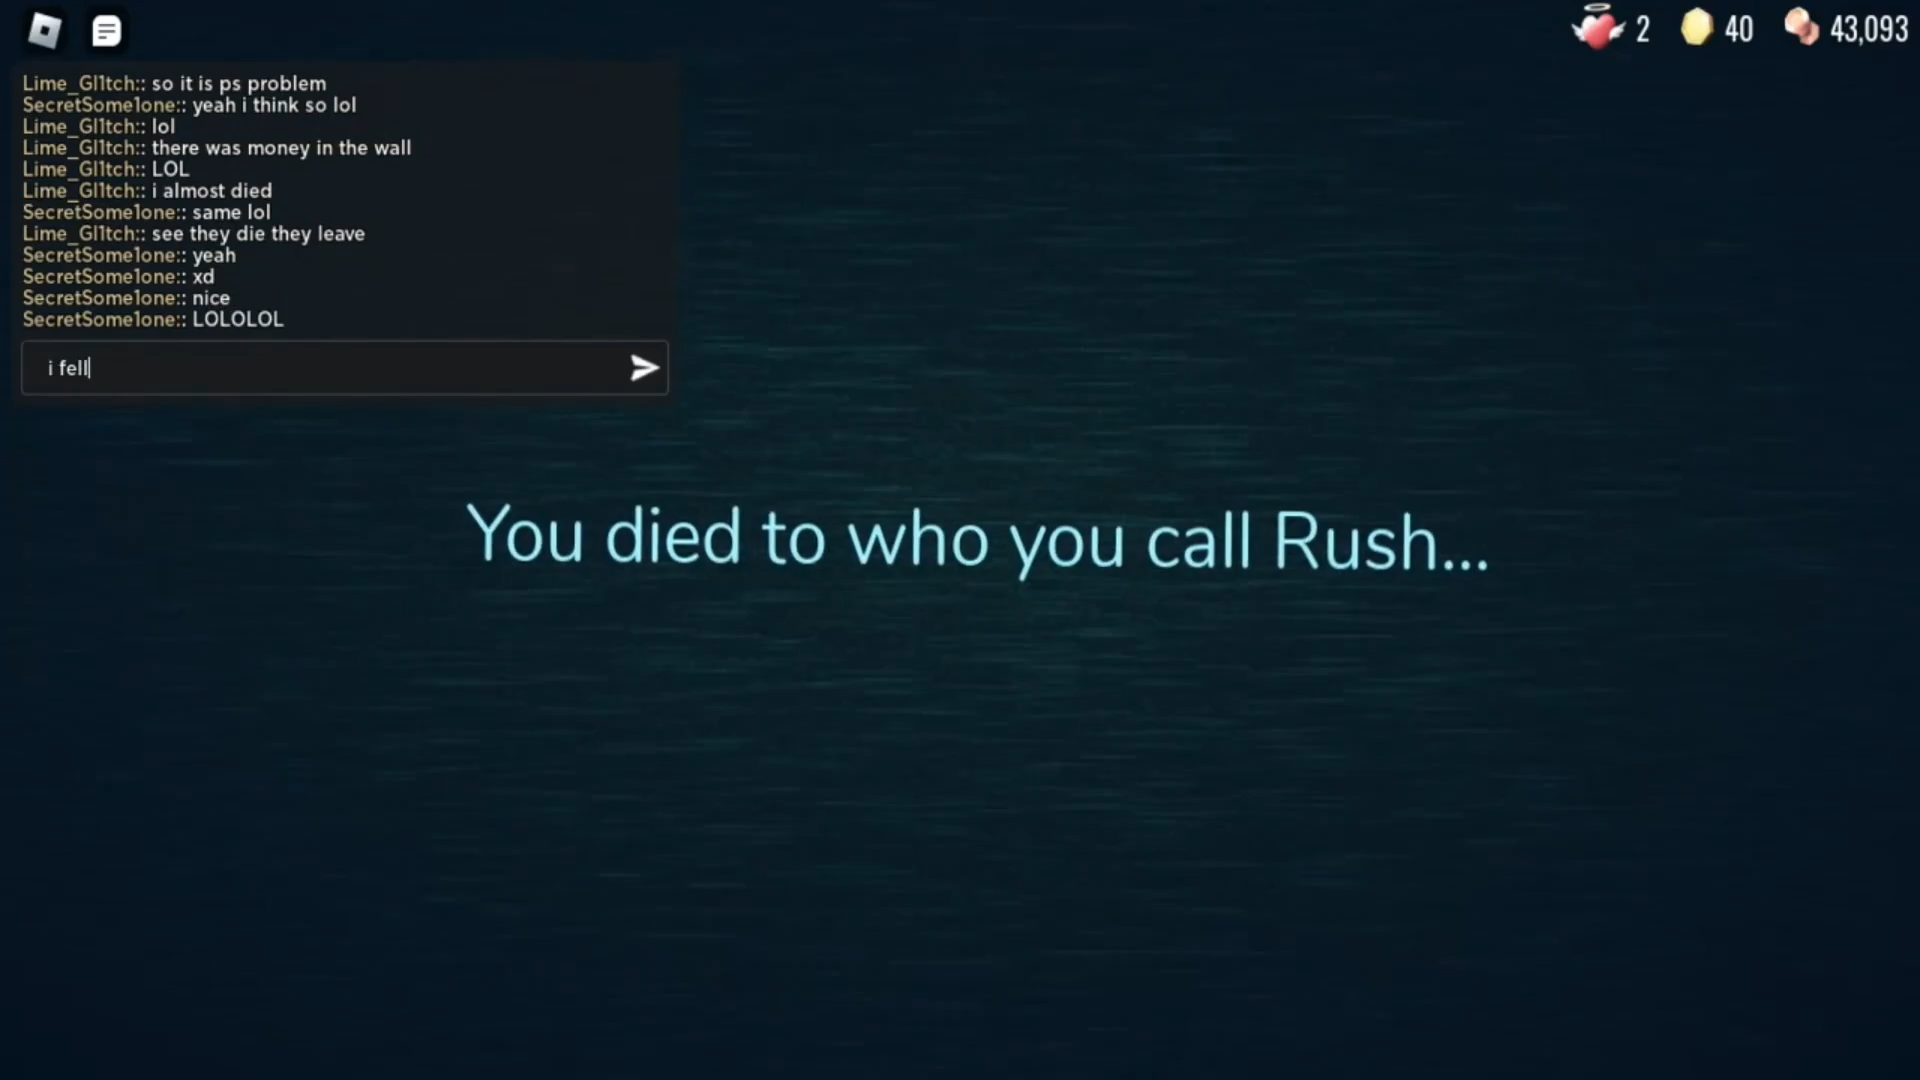 2 40 43,093
Lime_Gl1tch:: so it is ps problem
SecretSome1one:: yeah i think so lol
Lime_Gl1tch:: lol
Lime_Gl1tch:: there was money in the wall
Lime_Gl1tch:: LOL
Lime_Gl1tch:: i almost died
SecretSome1one:: same lol
Lime_Gl1tch:: see they die they leave
SecretSome1one:: yeah
SecretSome1one:: xd
SecretSome1one:: nice
SecretSome1one:: LOLOLOL
i fell
You died to who you call Rush...